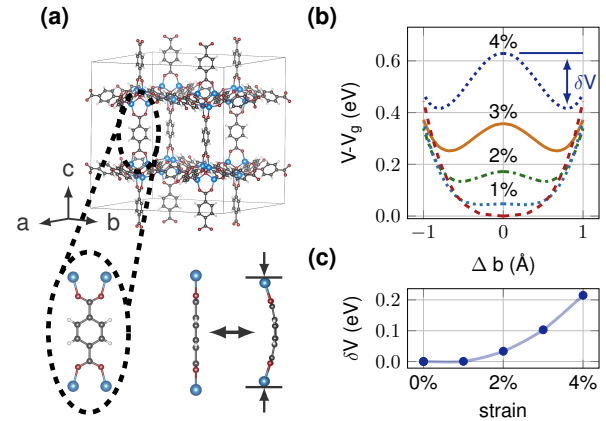 (a)
c
a
b
(b)
V-V_g (eV)
0.6
0.4
0.2
0.0
4%
δV
3%
2%
1%
−1
0
1
Δ b (Å)
(c)
δV (eV)
0.2
0.1
0.0
0%
2%
4%
strain